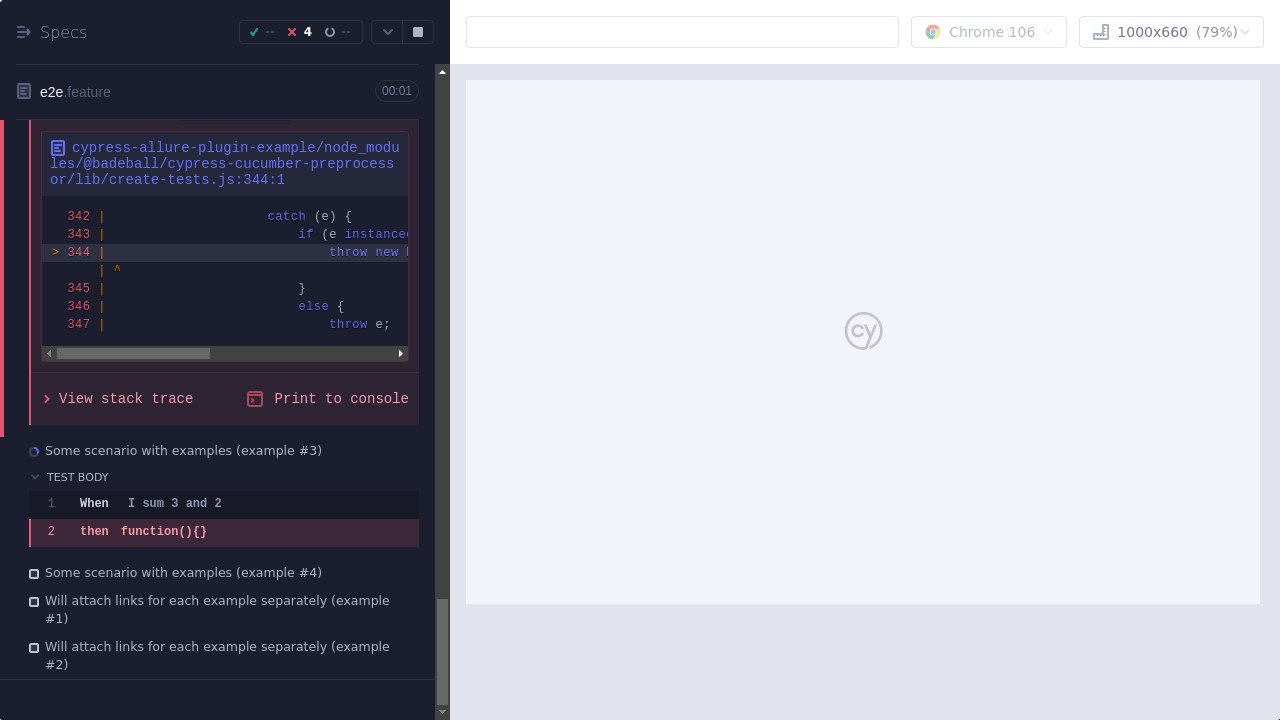 Specs -- 4 --
Chrome 106
1000x660 (79%)
e2e.feature 00:01
cypress-allure-plugin-example/node_modu
les/@badeball/cypress-cucumber-preprocess
or/lib/create-tests.js:344:1
342 | catch (e) {
343 | if (e instance
> 344 | throw new
| ^
345 | }
346 | else {
347 | throw e;
View stack trace Print to console
cy
Some scenario with examples (example #3)
TEST BODY
1 When I sum 3 and 2
2 then function(){}
Some scenario with examples (example #4)
Will attach links for each example separately (example
#1)
Will attach links for each example separately (example
#2)